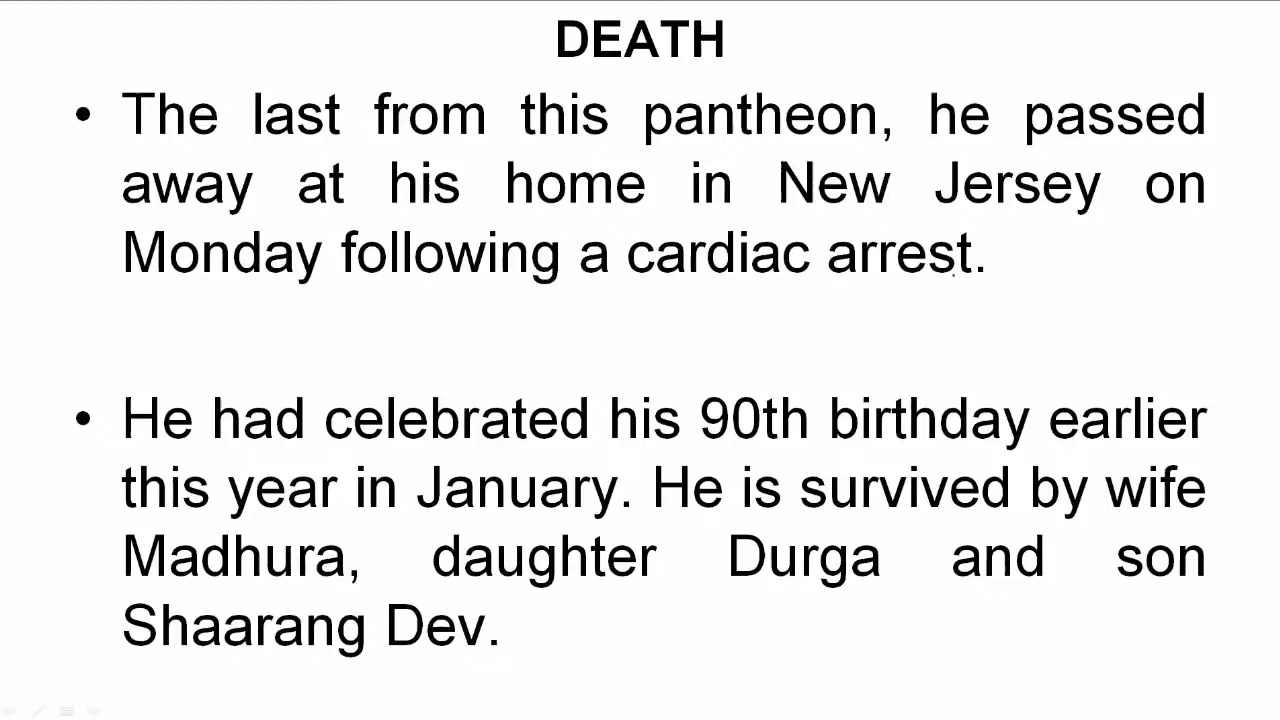 DEATH
• The last from this pantheon, he passed
away at his home in New Jersey on
Monday following a cardiac arrest.
• He had celebrated his 90th birthday earlier
this year in January. He is survived by wife
Madhura, daughter Durga and son
Shaarang Dev.